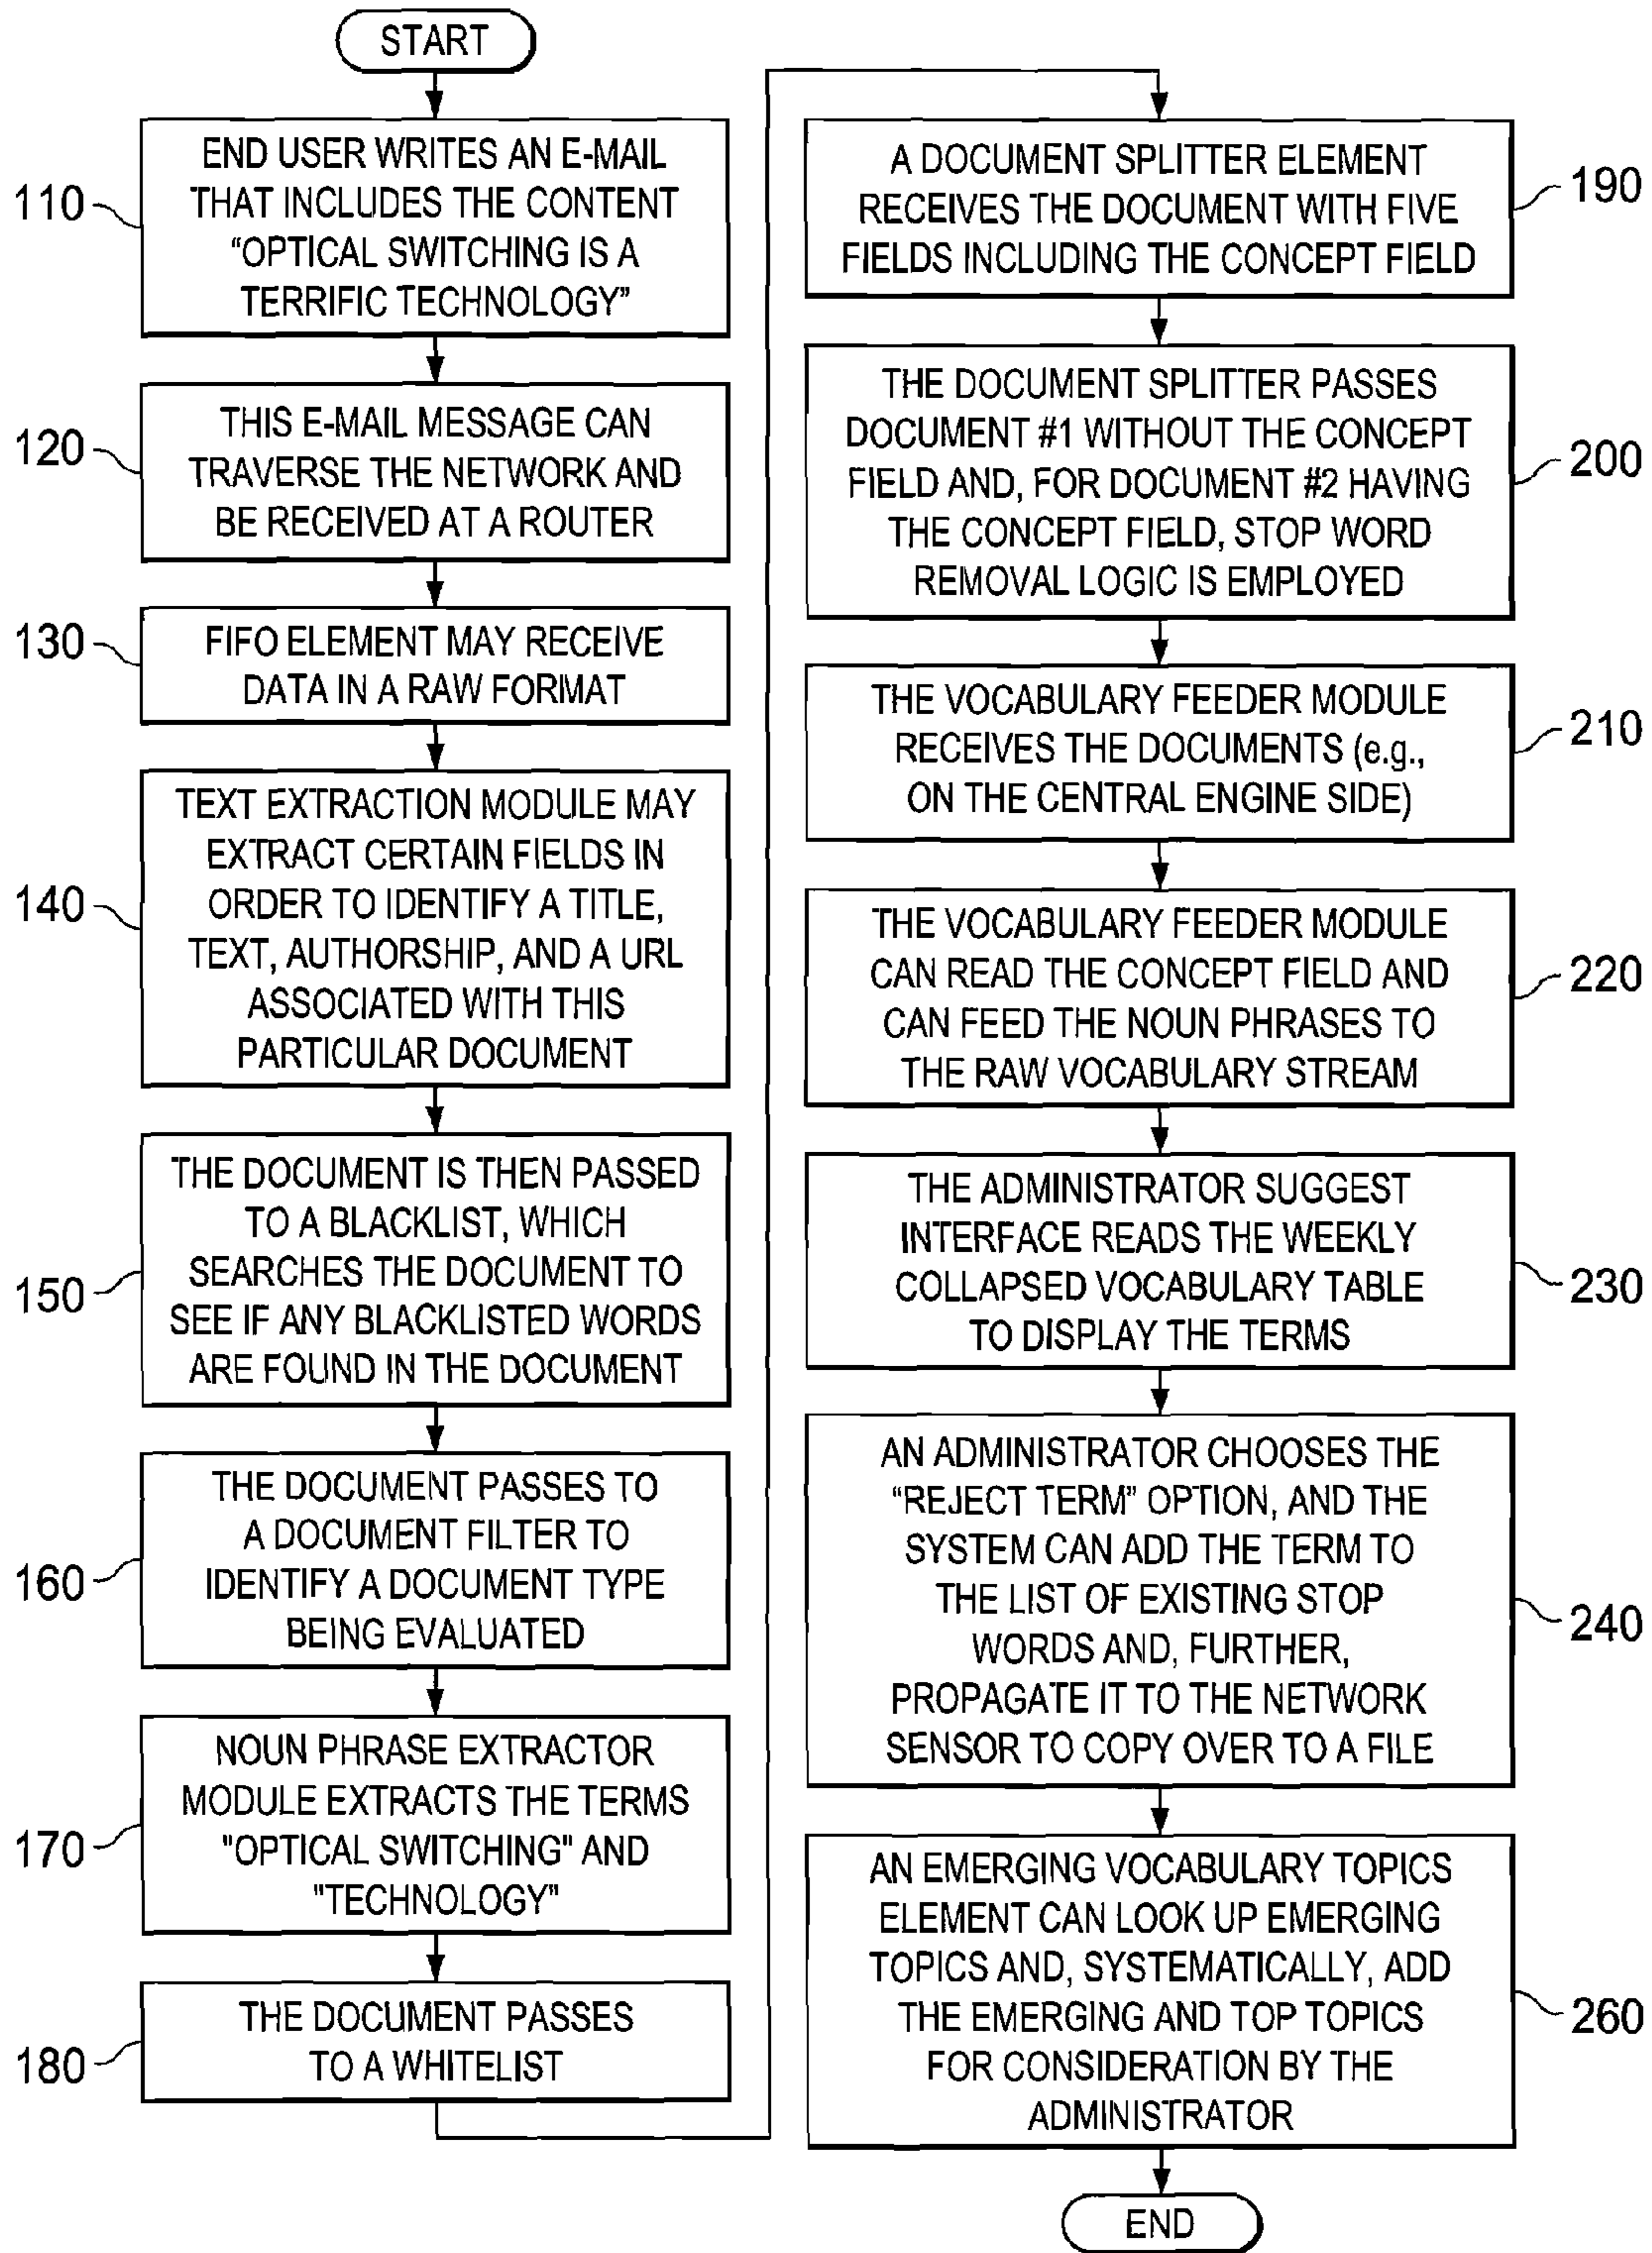 START
110
END USER WRITES AN E-MAIL
THAT INCLUDES THE CONTENT
“OPTICAL SWITCHING IS A
TERRIFIC TECHNOLOGY”
120
THIS E-MAIL MESSAGE CAN
TRAVERSE THE NETWORK AND
BE RECEIVED AT A ROUTER
130
FIFO ELEMENT MAY RECEIVE
DATA IN A RAW FORMAT
140
TEXT EXTRACTION MODULE MAY
EXTRACT CERTAIN FIELDS IN
ORDER TO IDENTIFY A TITLE,
TEXT, AUTHORSHIP, AND A URL
ASSOCIATED WITH THIS
PARTICULAR DOCUMENT
150
THE DOCUMENT IS THEN PASSED
TO A BLACKLIST, WHICH
SEARCHES THE DOCUMENT TO
SEE IF ANY BLACKLISTED WORDS
ARE FOUND IN THE DOCUMENT
160
THE DOCUMENT PASSES TO
A DOCUMENT FILTER TO
IDENTIFY A DOCUMENT TYPE
BEING EVALUATED
170
NOUN PHRASE EXTRACTOR
MODULE EXTRACTS THE TERMS
"OPTICAL SWITCHING" AND
"TECHNOLOGY"
180
THE DOCUMENT PASSES
TO A WHITELIST
A DOCUMENT SPLITTER ELEMENT
RECEIVES THE DOCUMENT WITH FIVE
FIELDS INCLUDING THE CONCEPT FIELD
190
THE DOCUMENT SPLITTER PASSES
DOCUMENT #1 WITHOUT THE CONCEPT
FIELD AND, FOR DOCUMENT #2 HAVING
THE CONCEPT FIELD, STOP WORD
REMOVAL LOGIC IS EMPLOYED
200
THE VOCABULARY FEEDER MODULE
RECEIVES THE DOCUMENTS (e.g.,
ON THE CENTRAL ENGINE SIDE)
210
THE VOCABULARY FEEDER MODULE
CAN READ THE CONCEPT FIELD AND
CAN FEED THE NOUN PHRASES TO
THE RAW VOCABULARY STREAM
220
THE ADMINISTRATOR SUGGEST
INTERFACE READS THE WEEKLY
COLLAPSED VOCABULARY TABLE
TO DISPLAY THE TERMS
230
AN ADMINISTRATOR CHOOSES THE
“REJECT TERM” OPTION, AND THE
SYSTEM CAN ADD THE TERM TO
THE LIST OF EXISTING STOP
WORDS AND, FURTHER,
PROPAGATE IT TO THE NETWORK
SENSOR TO COPY OVER TO A FILE
240
AN EMERGING VOCABULARY TOPICS
ELEMENT CAN LOOK UP EMERGING
TOPICS AND, SYSTEMATICALLY, ADD
THE EMERGING AND TOP TOPICS
FOR CONSIDERATION BY THE
ADMINISTRATOR
260
END